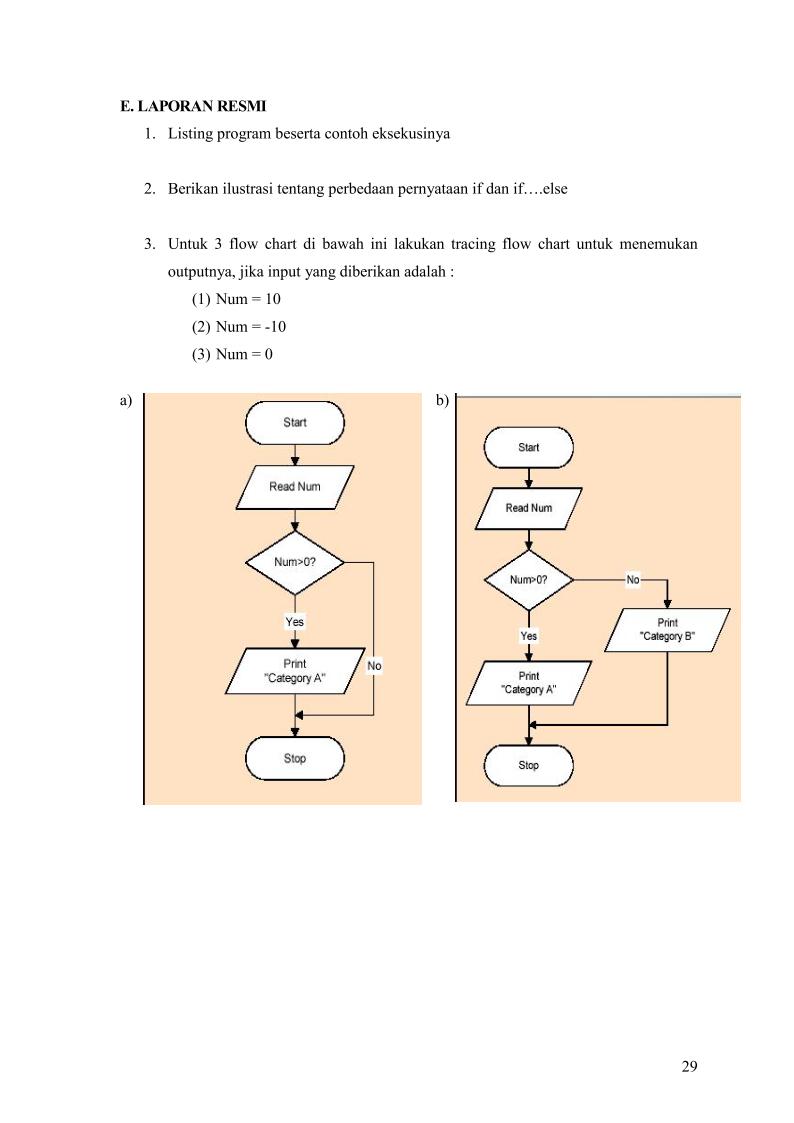 E. LAPORAN RESMI
1. Listing program beserta contoh eksekusinya
2. Berikan ilustrasi tentang perbedaan pernyataan if dan if….else
3. Untuk 3 flow chart di bawah ini lakukan tracing flow chart untuk menemukan
outputnya, jika input yang diberikan adalah :
(1) Num = 10
(2) Num = -10
(3) Num = 0
a)
Start
Read Num
Num>0?
Yes
Print
"Category A"
No
Stop
b)
Start
Read Num
Num>0?
No
Print
"Category B"
Yes
Print
"Category A"
Stop
29